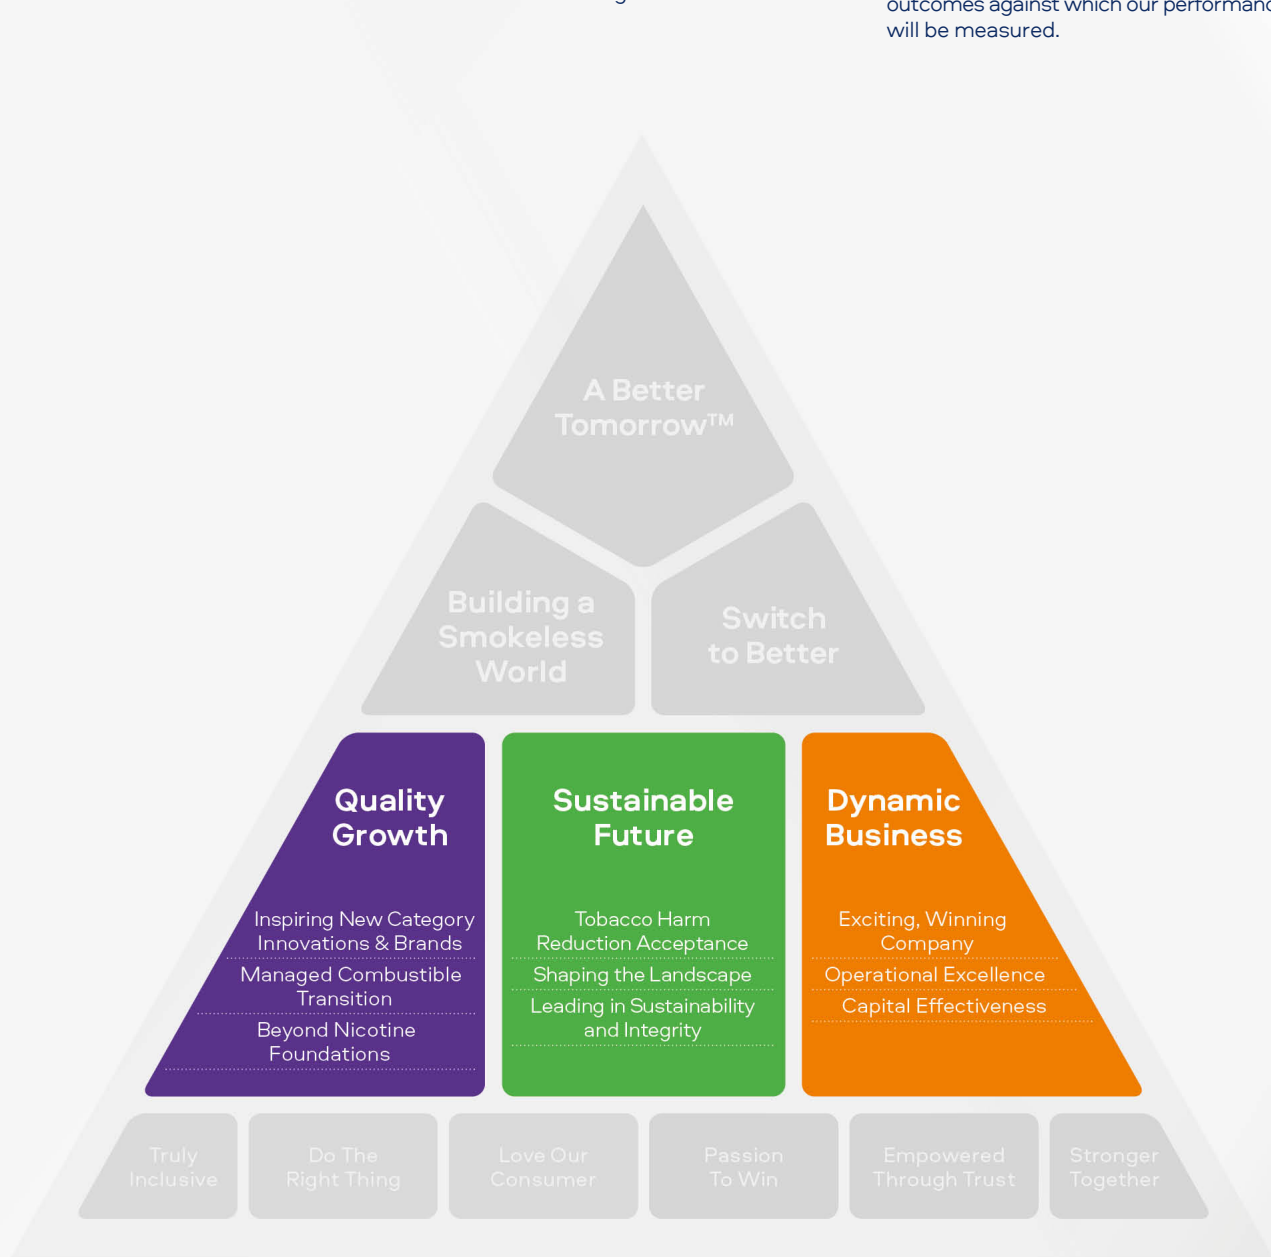 outcomes against which our
will be measured.
A Better
Tomorrow™
Building a
Smokeless
World
Switch
to Better
Quality
Growth
Inspiring New Category
Innovations & Brands
Managed Combustible
Transition
Beyond Nicotine
Foundations
Sustainable
Future
Tobacco Harm
Reduction Acceptance
Shaping the Landscape
Leading in Sustainability
and Integrity
Dynamic
Business
Exciting, Winning
Company
Operational Excellence
Capital Effectiveness
Truly
Inclusive
Do The
Right Thing
Love Our
Consumer
Passion
To Win
Empowered
Through Trust
Stronger
Together